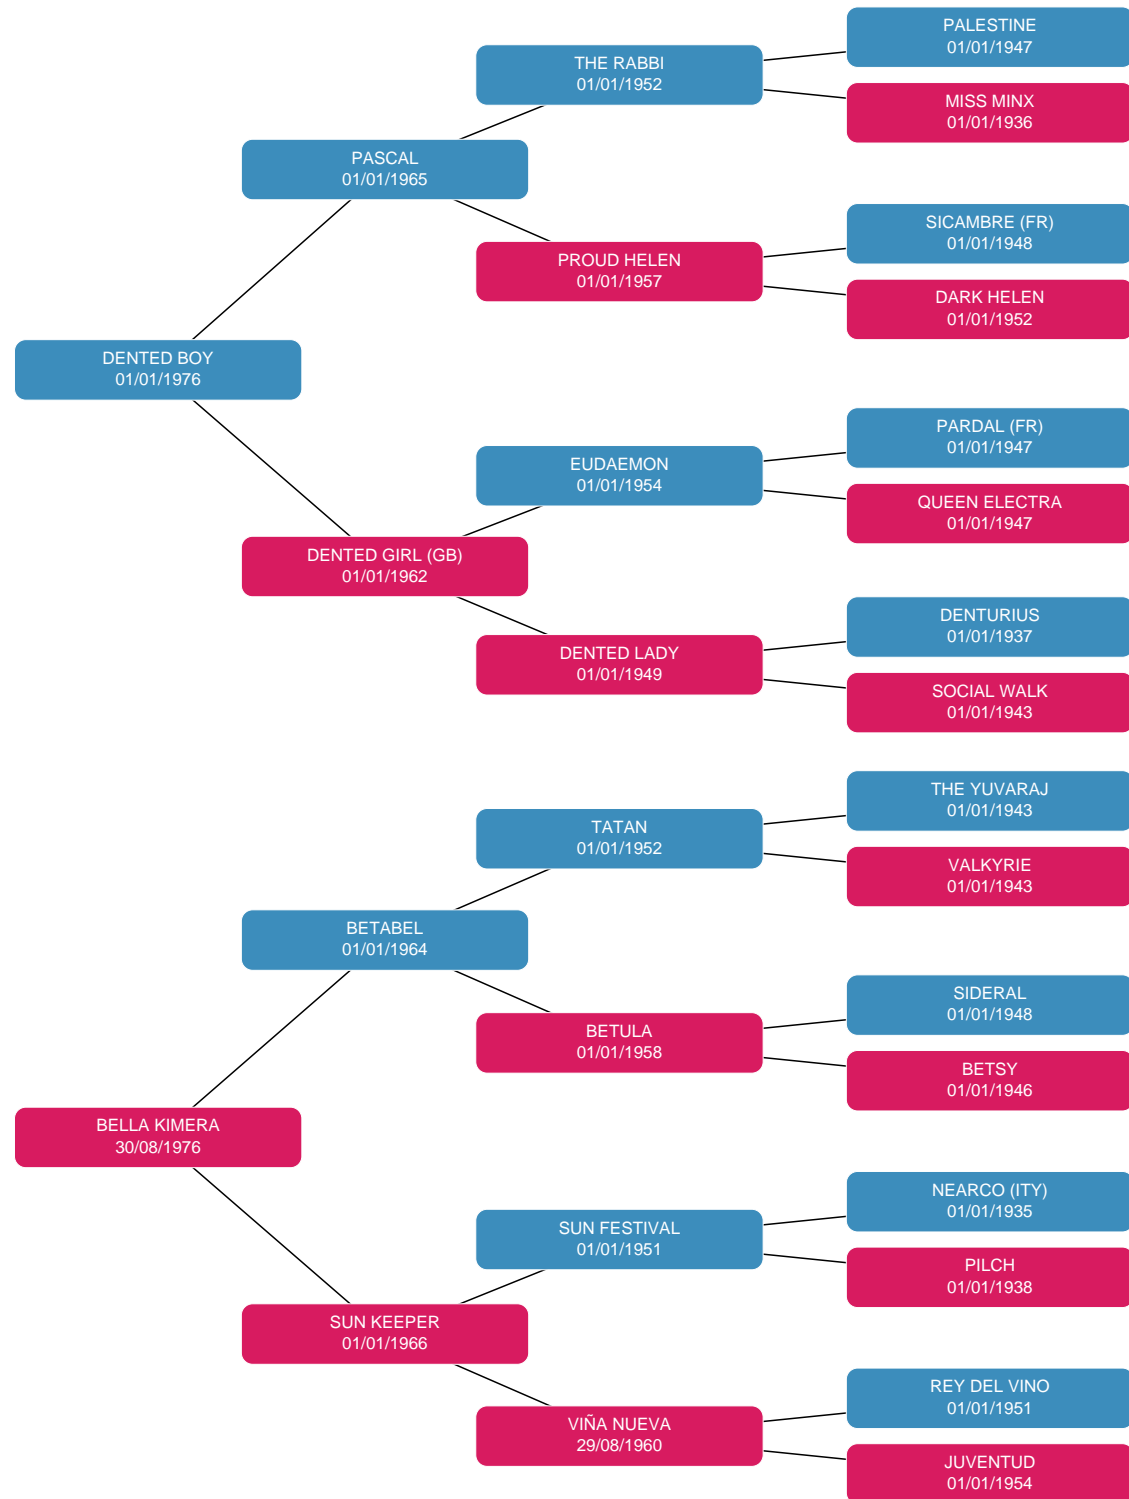 PALESTINE
01/01/1947
THE RABBI
01/01/1952
MISS MINX
01/01/1936
PASCAL
01/01/1965
SICAMBRE (FR)
01/01/1948
PROUD HELEN
01/01/1957
DARK HELEN
01/01/1952
DENTED BOY
01/01/1976
PARDAL (FR)
01/01/1947
EUDAEMON
01/01/1954
QUEEN ELECTRA
01/01/1947
DENTED GIRL (GB)
01/01/1962
DENTURIUS
01/01/1937
DENTED LADY
01/01/1949
SOCIAL WALK
01/01/1943
THE YUVARAJ
01/01/1943
TATAN
01/01/1952
VALKYRIE
01/01/1943
BETABEL
01/01/1964
SIDERAL
01/01/1948
BETULA
01/01/1958
BETSY
01/01/1946
BELLA KIMERA
30/08/1976
NEARCO (ITY)
01/01/1935
SUN FESTIVAL
01/01/1951
PILCH
01/01/1938
SUN KEEPER
01/01/1966
REY DEL VINO
01/01/1951
VIÑA NUEVA
29/08/1960
JUVENTUD
01/01/1954